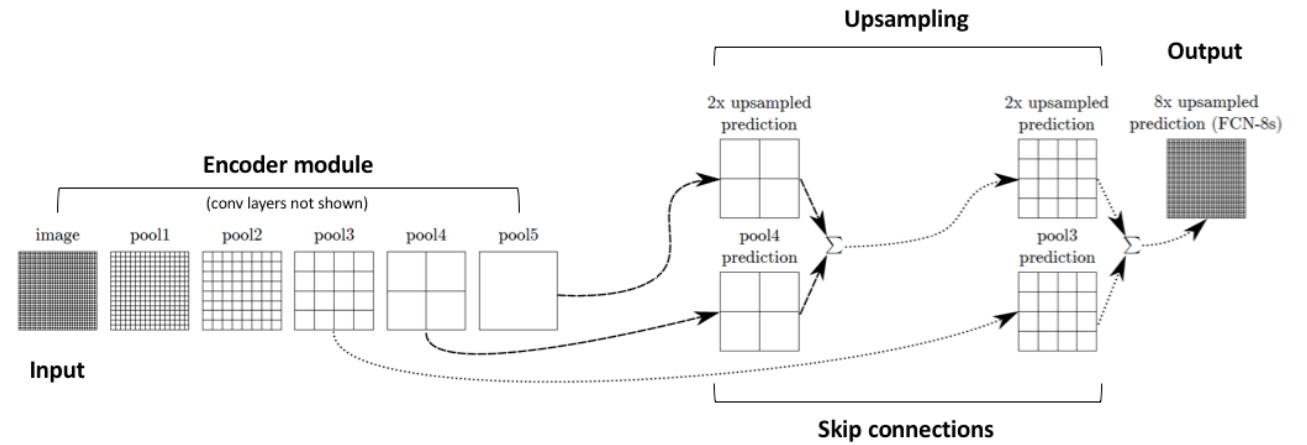 Upsampling
Output
2x upsampled
prediction
2x upsampled
prediction
8x upsampled
prediction (FCN-8s)
Encoder module
(conv layers not shown)
image
pool1
pool2
pool3
pool4
pool5
pool4
prediction
Σ
pool3
prediction
Σ
Input
Skip connections